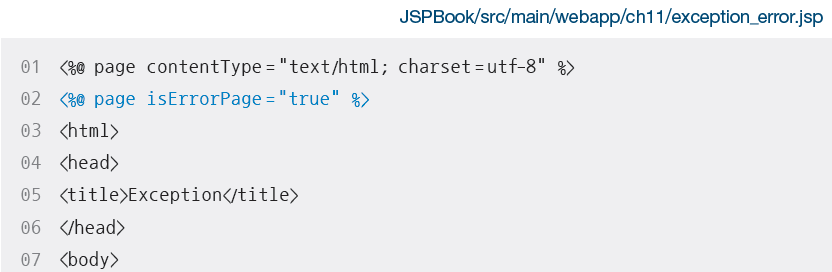 JSPBook/src/main/webapp/ch11/exception_error.jsp
01 <%@ page contentType="text/html; charset=utf-8" %>
02 <%@ page isErrorPage="true" %>
03 <html>
04 <head>
05 <title>Exception</title>
06 </head>
07 <body>